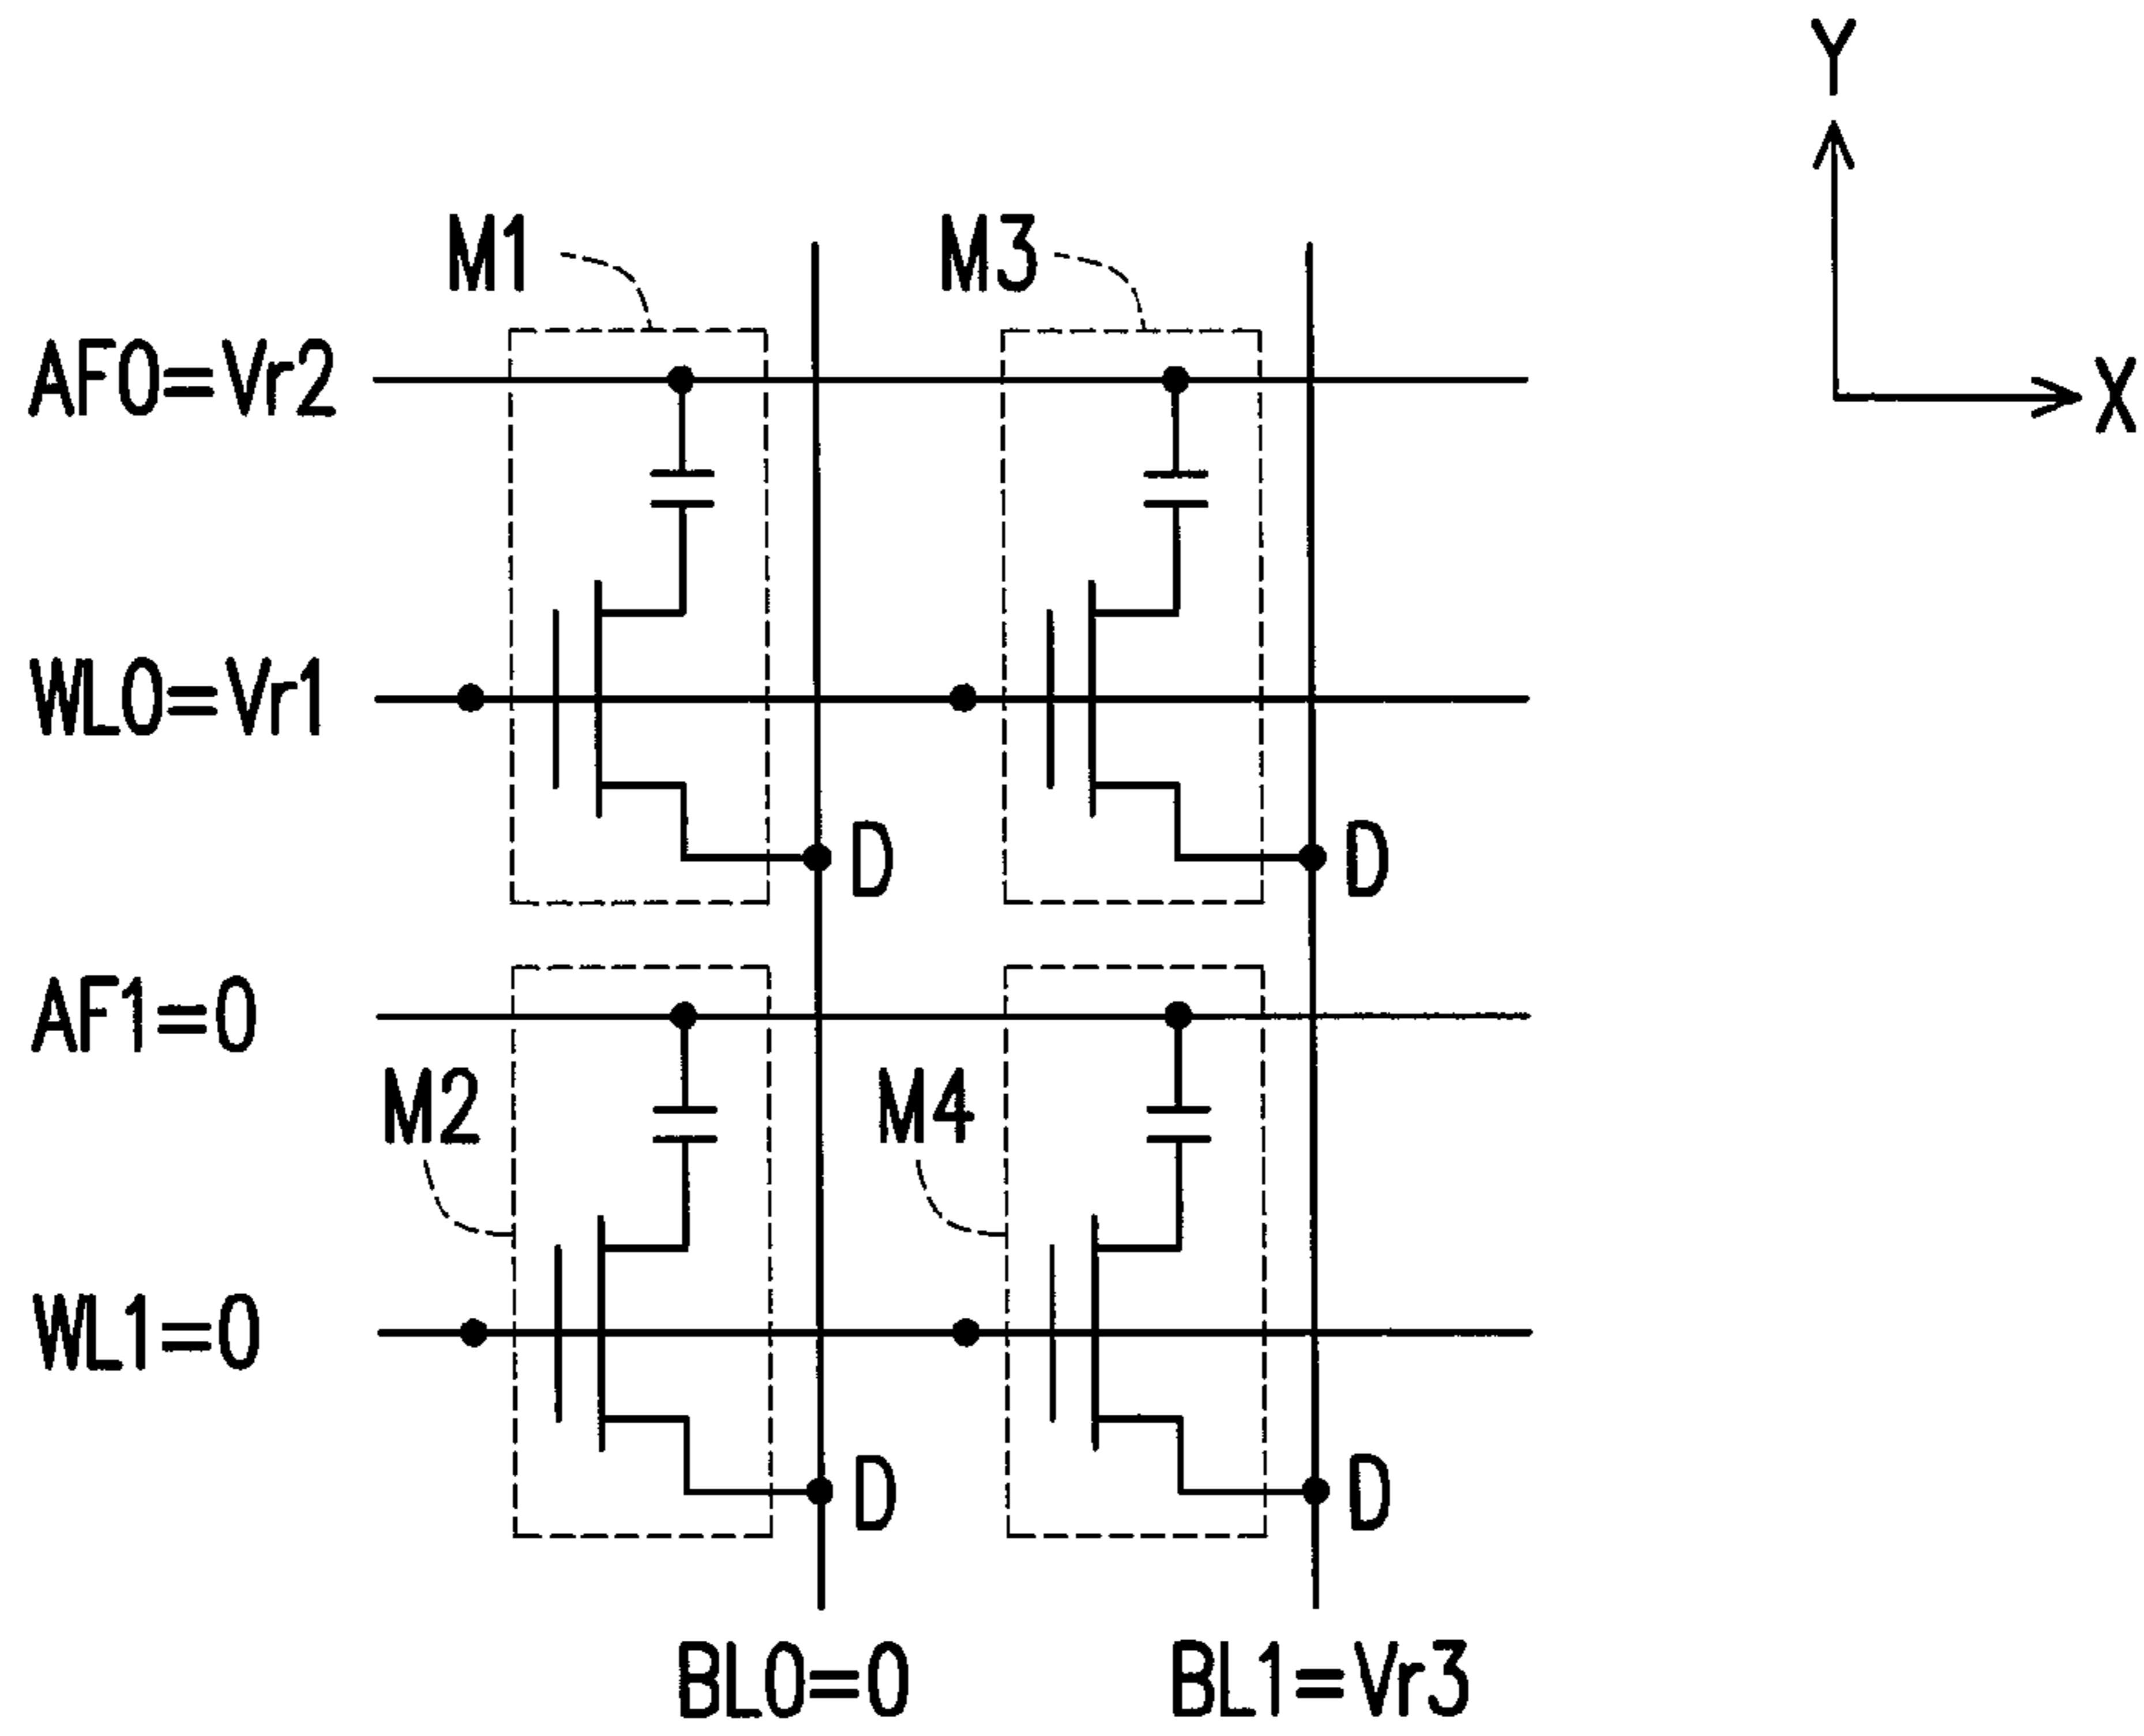 Y
M1
M3
AF0=Vr2
X
WL0=Vr1
D
D
AF1=0
M2
M4
WL1=0
D
D
BL0=0
BL1=Vr3